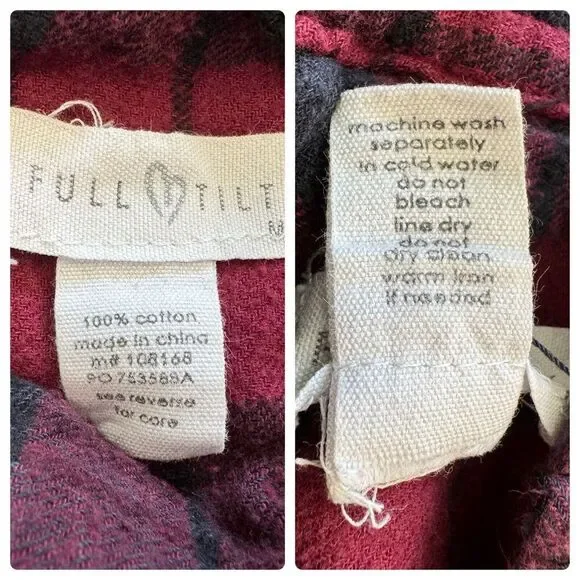 FULL TILT
100% cotton
made in china
m# 108168
PO 753588A
see reverse
for care
machine wash
separately
in cold water
do not
bleach
line dry
do not
dry clean
warm iron
if needed